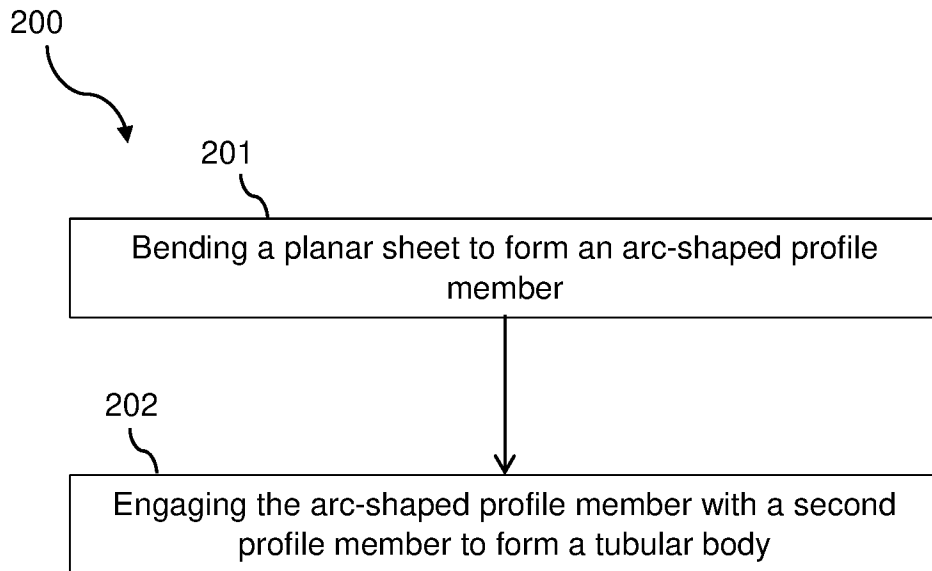 200
201
Bending a planar sheet to form an arc-shaped profile
member
202
Engaging the arc-shaped profile member with a second
profile member to form a tubular body